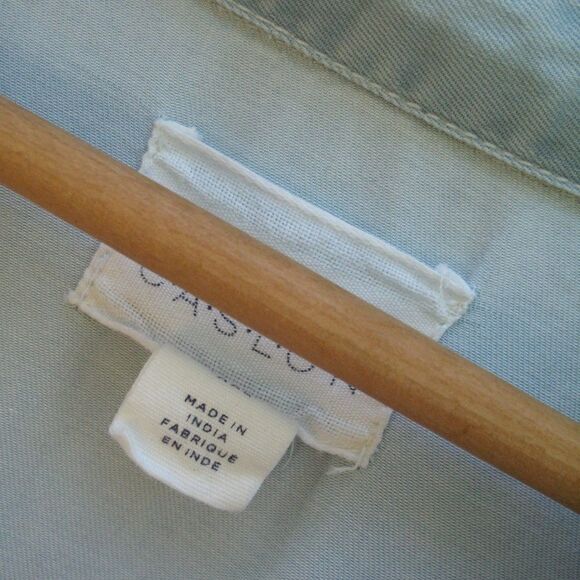 C.A.S.L.O.N
MADE IN
INDIA
FABRIQUÉ
EN INDE